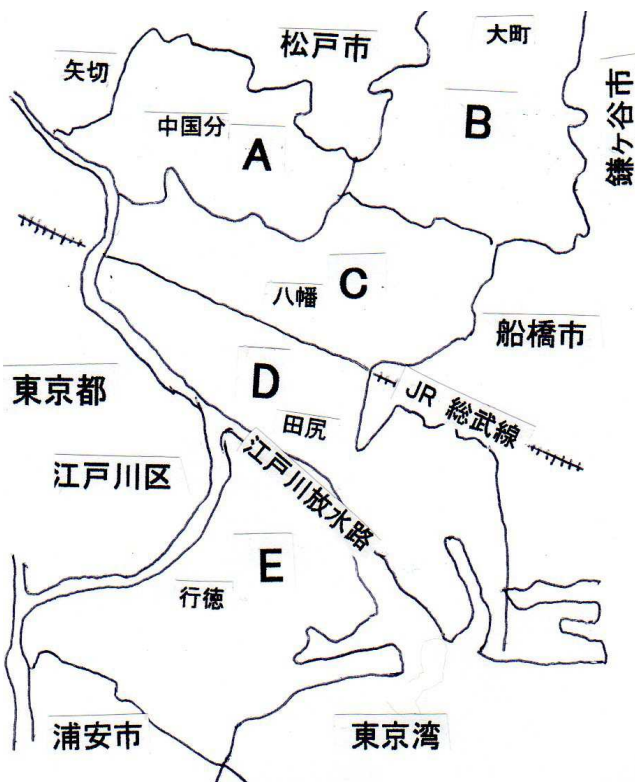 松戸市
大町
矢切
鎌ヶ谷市
中国分
A
B
八幡
C
船橋市
東京都
D
JR 総武線
田尻
江戸川区
江戸川放水路
E
行徳
浦安市
東京湾